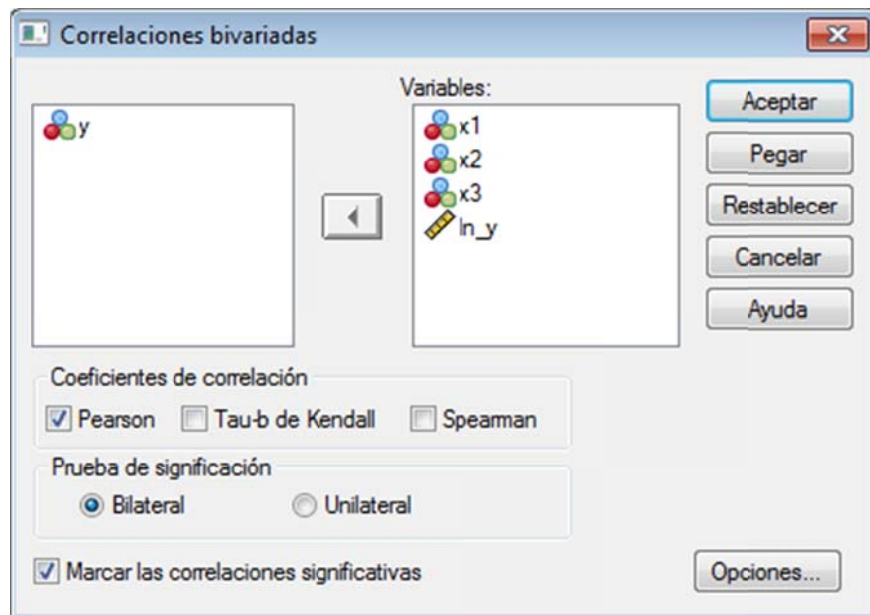 Correlaciones bivariadas
Variables:
y
x1
x2
x3
ln_y
Aceptar
Pegar
Restablecer
Cancelar
Ayuda
Coeficientes de correlación
Pearson Tau-b de Kendall Spearman
Prueba de significación
Bilateral Unilateral
Marcar las correlaciones significativas
Opciones...